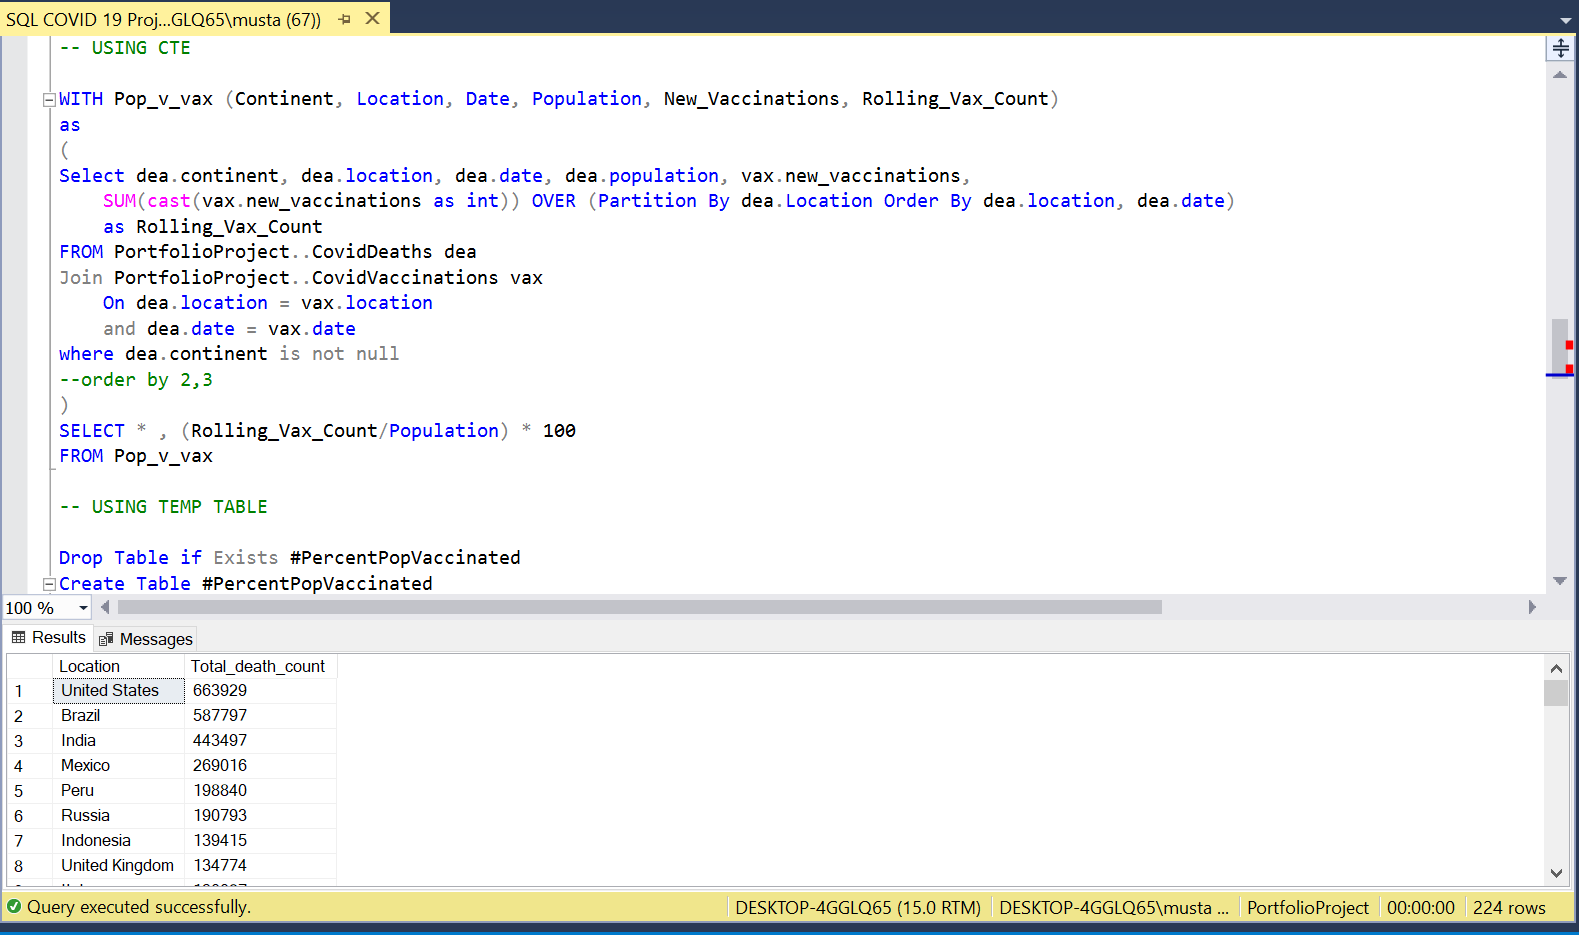 SQL COVID 19 Proj...GLQ65\musta (67))
-- USING CTE
WITH Pop_v_vax (Continent, Location, Date, Population, New_Vaccinations, Rolling_Vax_Count)
as
(
Select dea.continent, dea.location, dea.date, dea.population, vax.new_vaccinations,
SUM(cast(vax.new_vaccinations as int)) OVER (Partition By dea.Location Order By dea.location, dea.date)
as Rolling_Vax_Count
FROM PortfolioProject..CovidDeaths dea
Join PortfolioProject..CovidVaccinations vax
On dea.location = vax.location
and dea.date = vax.date
where dea.continent is not null
--order by 2,3
)
SELECT * , (Rolling_Vax_Count/Population) * 100
FROM Pop_v_vax
-- USING TEMP TABLE
Drop Table if Exists #PercentPopVaccinated
Create Table #PercentPopVaccinated
100 %
Results Messages
Location Total_death_count
1 United States 663929
2 Brazil 587797
3 India 443497
4 Mexico 269016
5 Peru 198840
6 Russia 190793
7 Indonesia 139415
8 United Kingdom 134774
Query executed successfully. DESKTOP-4GGLQ65 (15.0 RTM) DESKTOP-4GGLQ65\musta ... PortfolioProject 00:00:00 224 rows